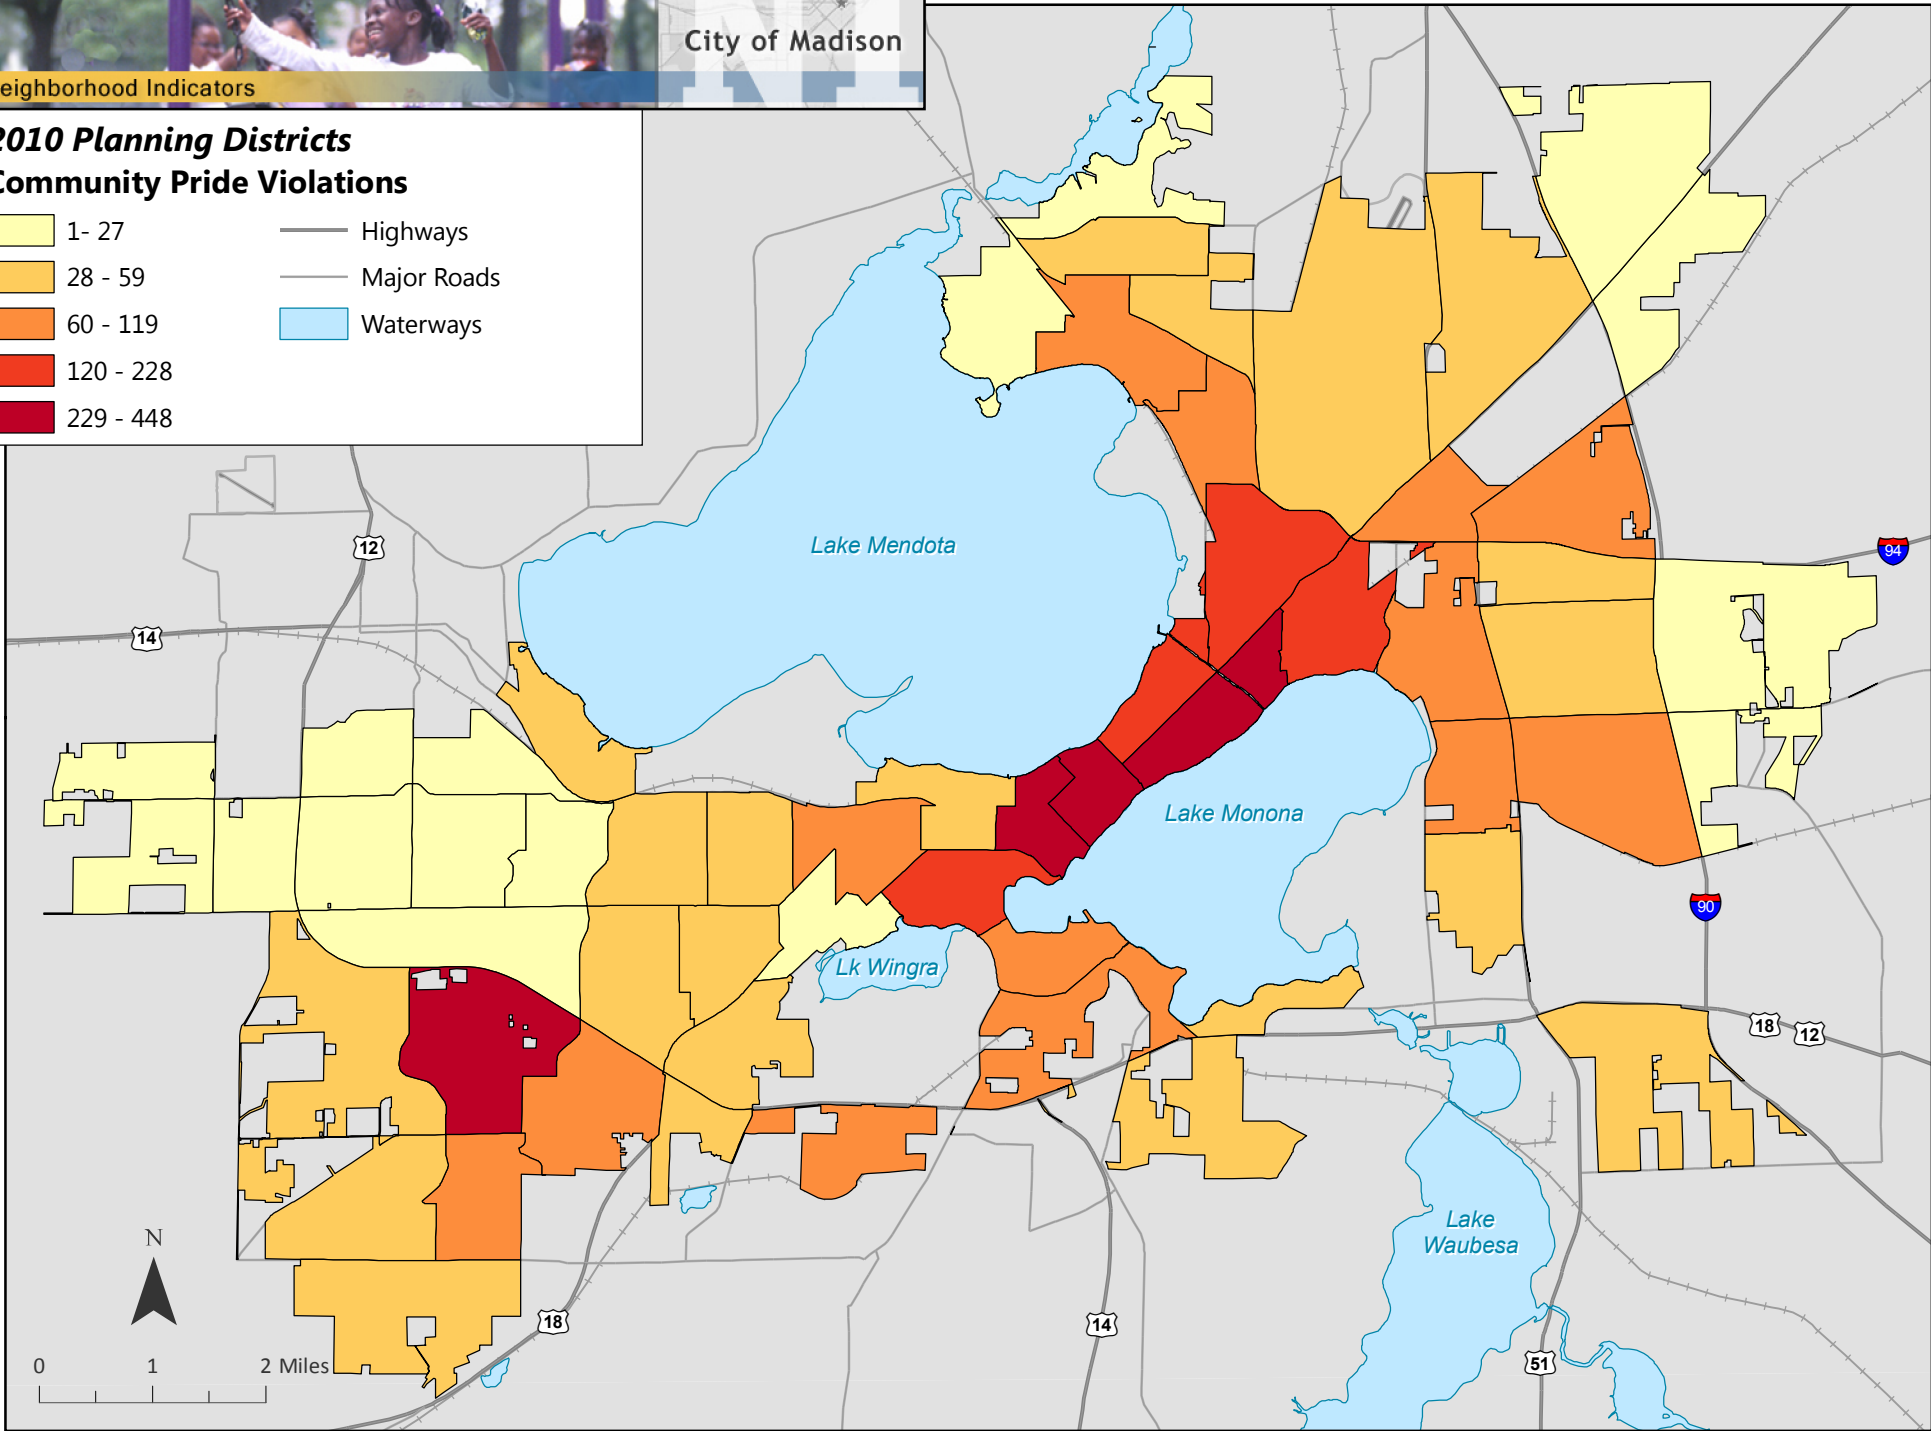 City of Madison
eighborhood Indicators
NI
2010 Planning Districts
Community Pride Violations
1- 27
28 - 59
60 - 119
120 - 228
229 - 448
Highways
Major Roads
Waterways
12
14
Lake Mendota
94
Lake Monona
90
Lk Wingra
18
12
Lake
Waubesa
N
18
14
51
0 1 2 Miles